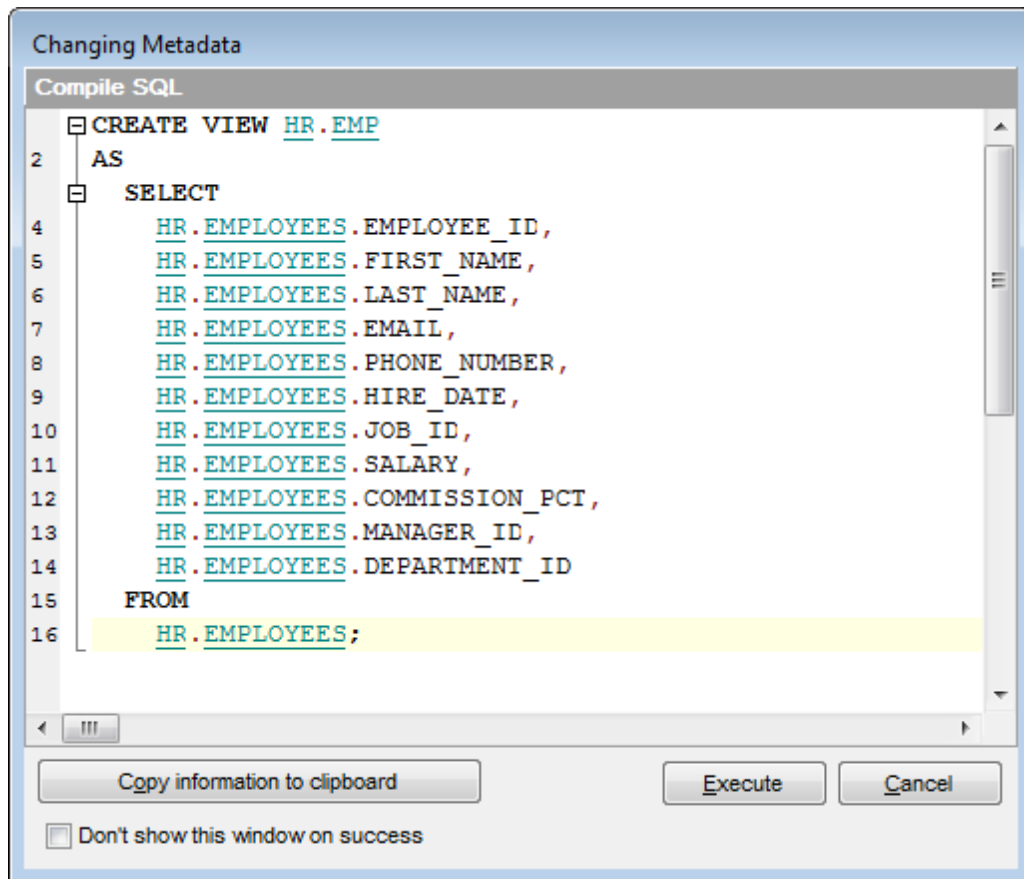 Changing Metadata
Compile SQL
CREATE VIEW HR.EMP
2 AS
SELECT
4 HR.EMPLOYEES.EMPLOYEE_ID,
5 HR.EMPLOYEES.FIRST_NAME,
6 HR.EMPLOYEES.LAST_NAME,
7 HR.EMPLOYEES.EMAIL,
8 HR.EMPLOYEES.PHONE_NUMBER,
9 HR.EMPLOYEES.HIRE_DATE,
10 HR.EMPLOYEES.JOB_ID,
11 HR.EMPLOYEES.SALARY,
12 HR.EMPLOYEES.COMMISSION_PCT,
13 HR.EMPLOYEES.MANAGER_ID,
14 HR.EMPLOYEES.DEPARTMENT_ID
15 FROM
16 HR.EMPLOYEES;
Copy information to clipboard Execute Cancel
Don't show this window on success